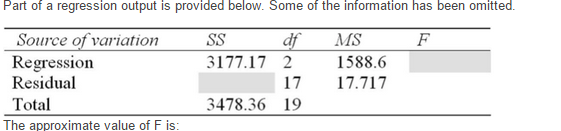 Part of a regression output is provided below. Some of the information has been omitted.
Source of variation SS df MS F
Regression 3177.17 2 1588.6
Residual 17 17.717
Total 3478.36 19
The approximate value of F is: